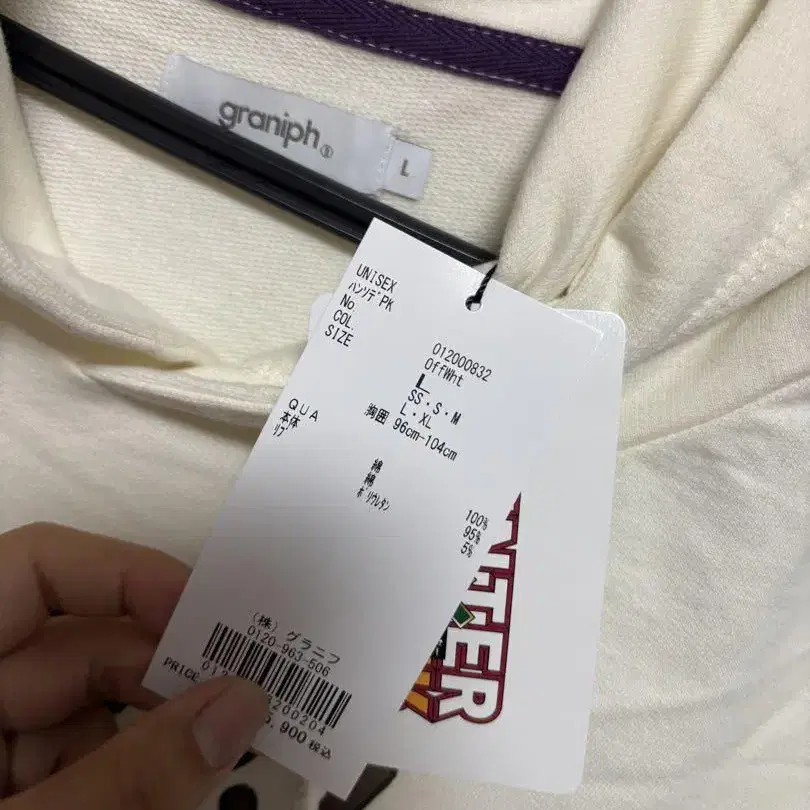 graniph
L
UNISEX
ハンソデPK
No. 012000832
COL. OffWht
SIZE L
SS・S・M
L・XL
胸囲 96cm-104cm
QUA
本体 綿 100%
リブ 綿 95%
ポリウレタン 5%
(株) グラニフ
0120-963-506
200204
PRICE 5,900 税込
NTER